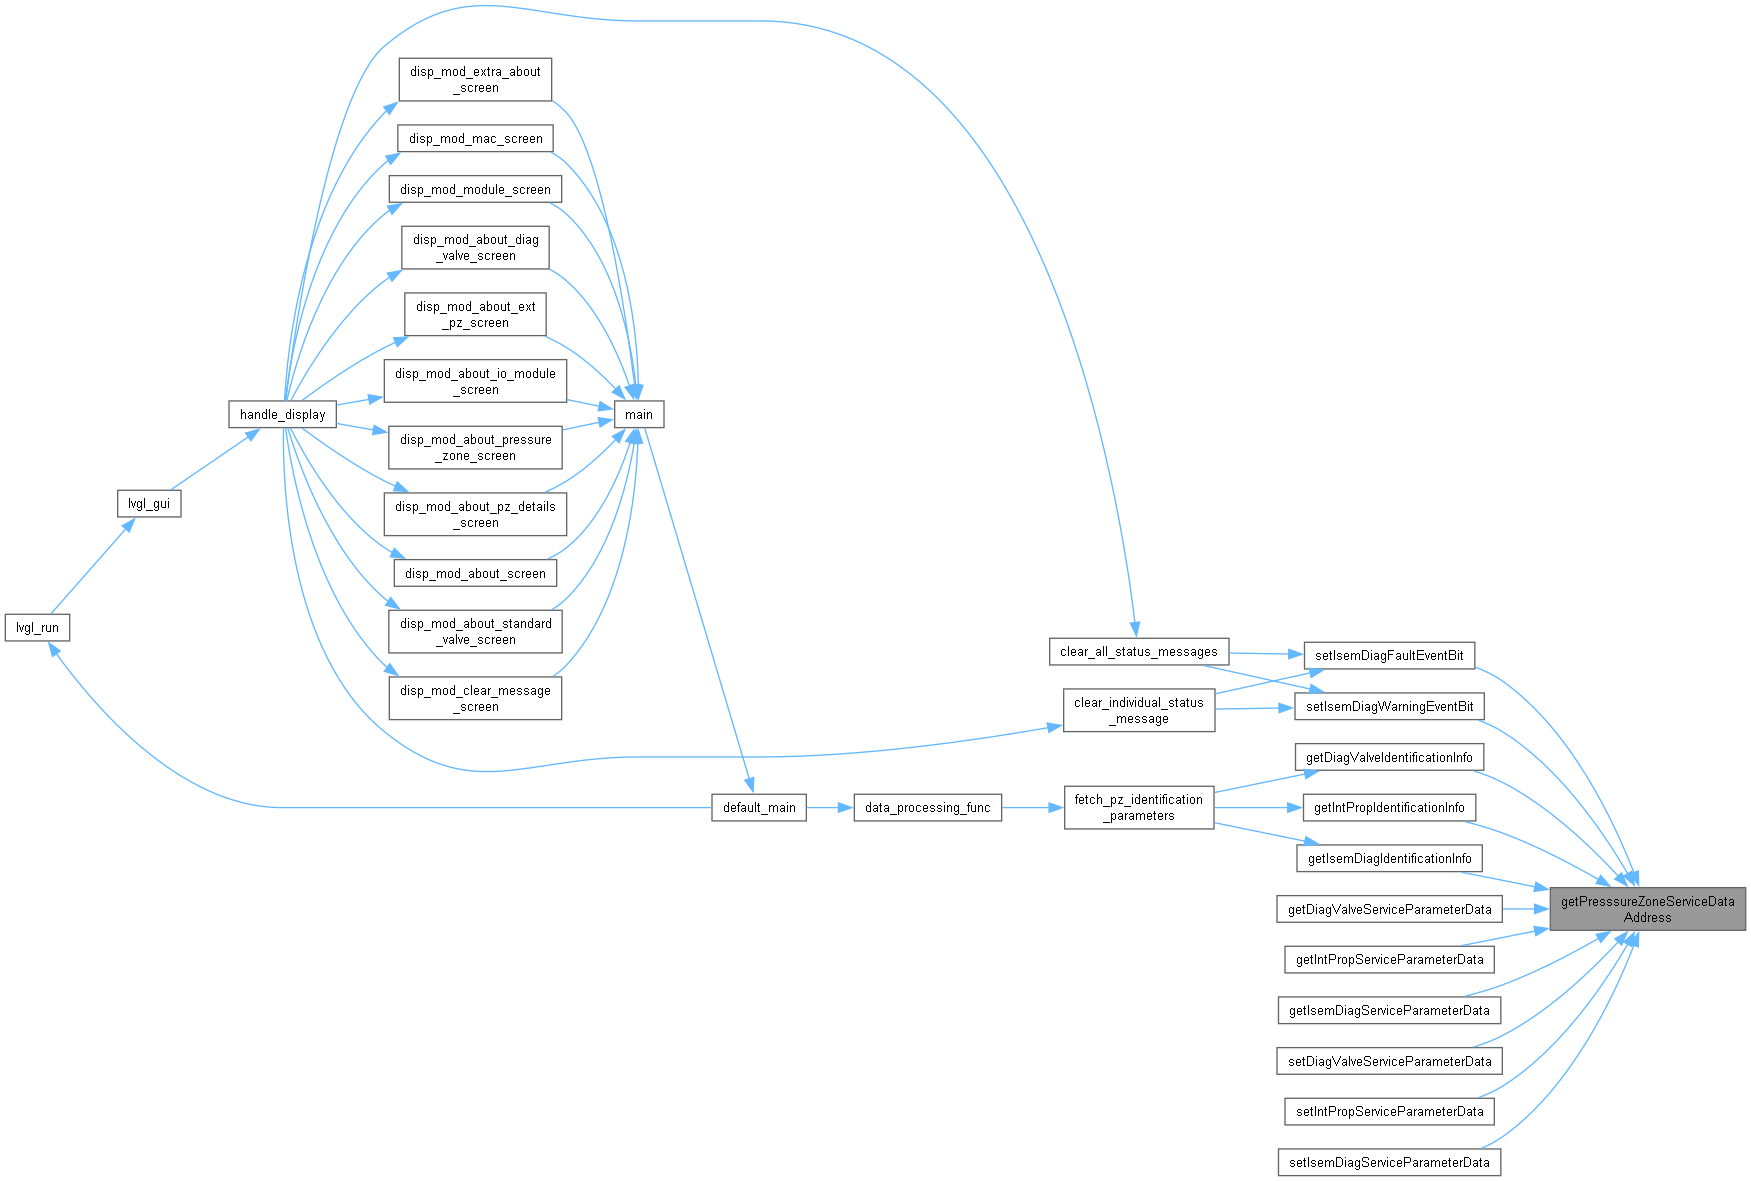 disp_mod_extra_about
_screen
disp_mod_mac_screen
disp_mod_module_screen
disp_mod_about_diag
_valve_screen
disp_mod_about_ext
_pz_screen
disp_mod_about_io_module
_screen
handle_display
main
disp_mod_about_pressure
_zone_screen
lvgl_gui
disp_mod_about_pz_details
_screen
disp_mod_about_screen
lvgl_run
disp_mod_about_standard
_valve_screen
disp_mod_clear_message
_screen
clear_all_status_messages
setIsemDiagFaultEventBit
clear_individual_status
_message
setIsemDiagWarningEventBit
getDiagValveIdentificationInfo
default_main
data_processing_func
fetch_pz_identification
_parameters
getIntPropIdentificationInfo
getIsemDiagIdentificationInfo
getPresssureZoneServiceData
Address
getDiagValveServiceParameterData
getIntPropServiceParameterData
getIsemDiagServiceParameterData
setDiagValveServiceParameterData
setIntPropServiceParameterData
setIsemDiagServiceParameterData